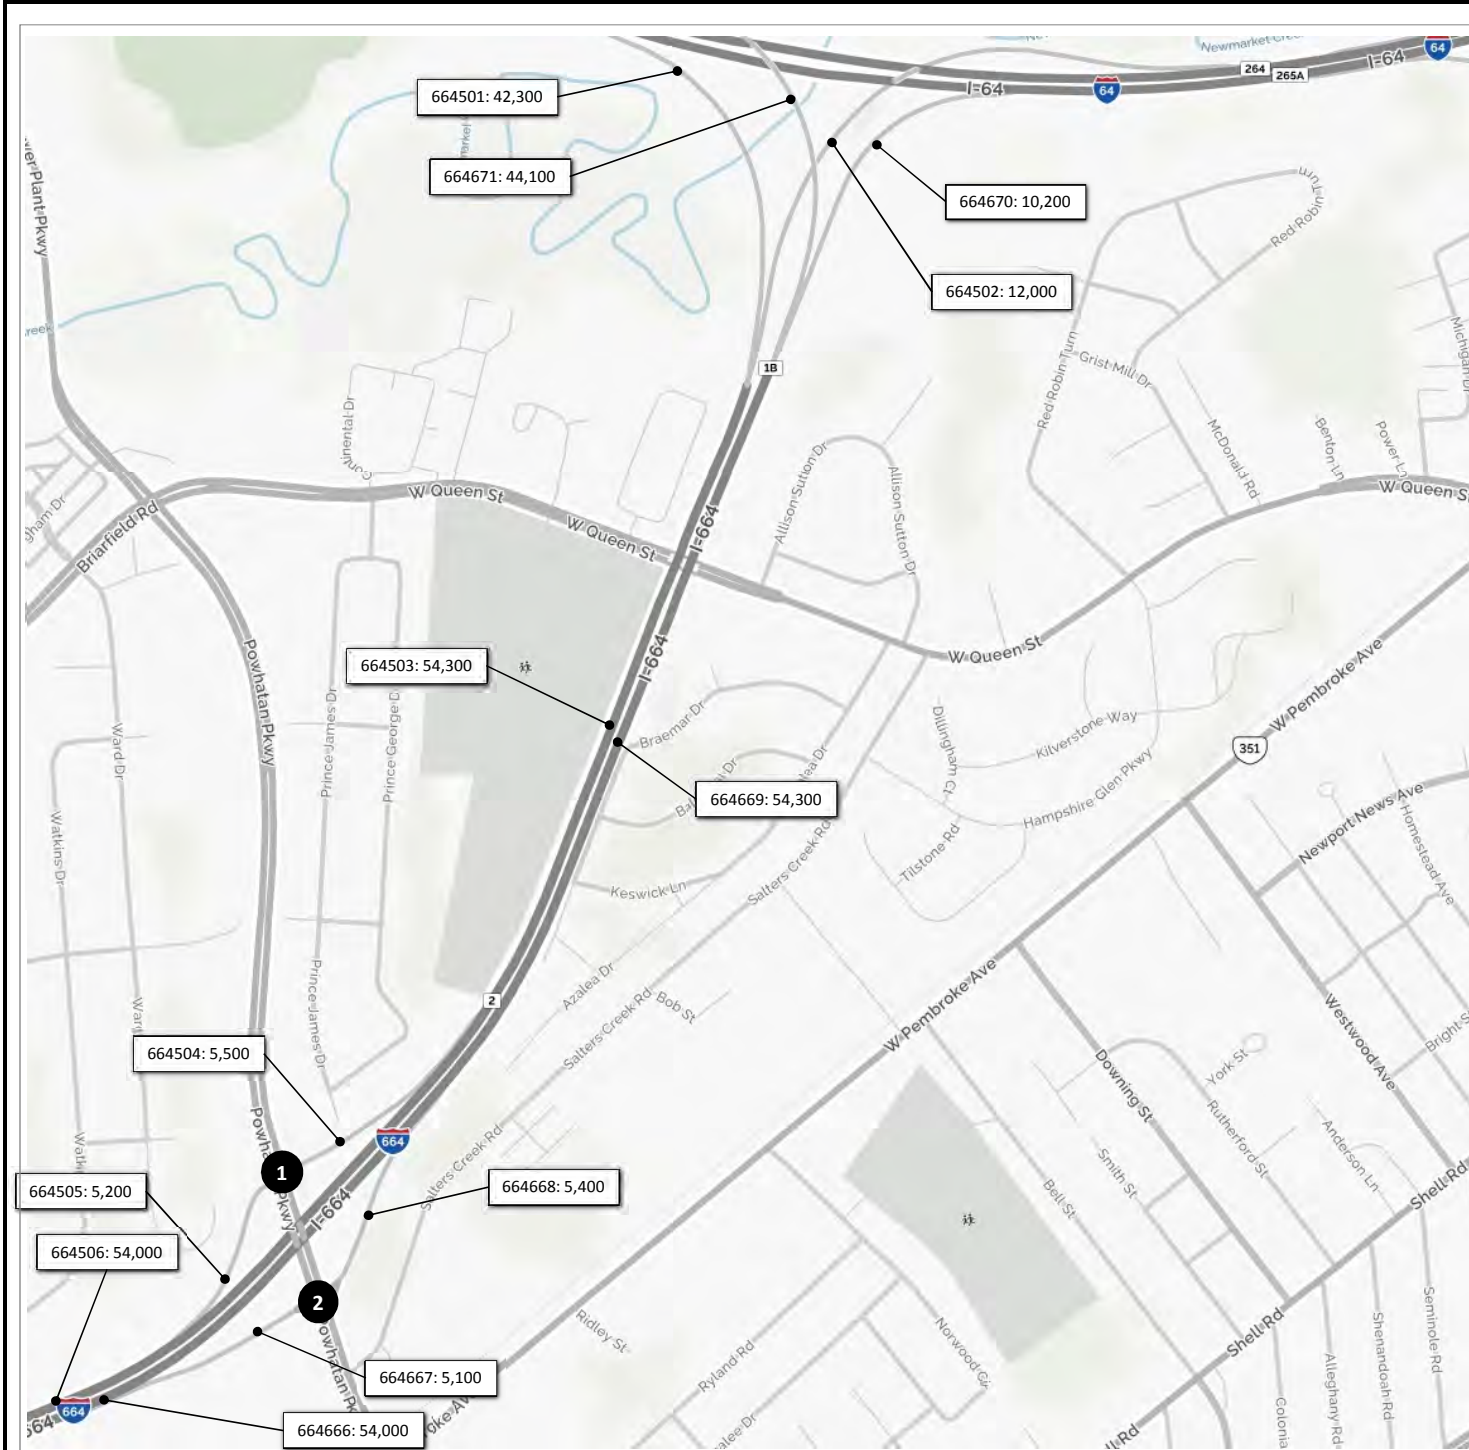 Newmarket Creek
I-64
64
264
265A
I-64
64
664501: 42,300
664671: 44,100
664670: 10,200
664502: 12,000
Plant Pkwy
Red Robin Turn
Red Robin Turn
Grist Mill Dr
Michigan Dr
1B
Continental Dr
McDonald Rd
Benton Ln
Power Ln
W Queen St
W Queen St
W Queen St
Briarfield Rd
Allison Sutton Dr
Allison Sutton Dr
I-664
I-664
W Queen St
664503: 54,300
Powhatan Pkwy
Prince James Dr
Prince George Dr
Ward Dr
Watkins Dr
Braemar Dr
664669: 54,300
Dillingham Ct
Kilverstone Way
Hampshire Glen Pkwy
Tilstone Rd
W Pembroke Ave
351
Newport News Ave
Homestead Ave
Keswick Ln
Salters Creek Rd
Prince James Dr
2
Azalea Dr
Salters Creek Rd
Bob St
W Pembroke Ave
Westwood Ave
664504: 5,500
Downing St
York St
Rutherford St
Anderson Ln
664
1
Pkwy
I-664
Salters Creek Rd
664505: 5,200
664668: 5,400
664506: 54,000
Smith St
Bell St
Shell Rd
2
664667: 5,100
664666: 54,000
664
Ridley St
Ryland Rd
Norwood Cir
Shell Rd
Alleghany Rd
Shenandoah Rd
Seminole Rd